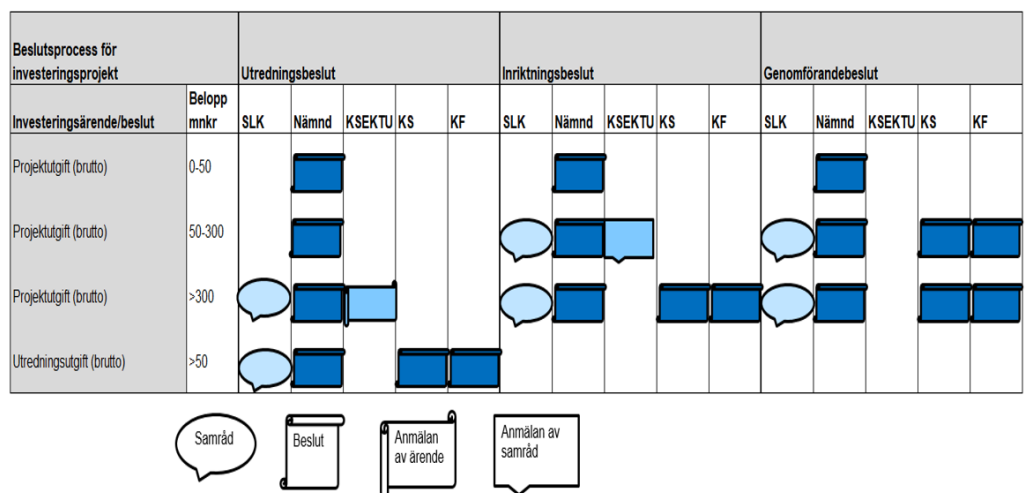 Beslutsprocess för
investeringsprojekt Utredningsbeslut Inriktningsbeslut Genomförandebeslut
Belopp
Investeringsärende/beslut mnkr SLK Nämnd KSEKTU KS KF SLK Nämnd KSEKTU KS KF SLK Nämnd KSEKTU KS KF
Projektutgift (brutto) 0-50
Projektutgift (brutto) 50-300
Projektutgift (brutto) >300
Utredningsutgift (brutto) >50
Samråd
Beslut
Anmälan
av ärende
Anmälan av
samråd